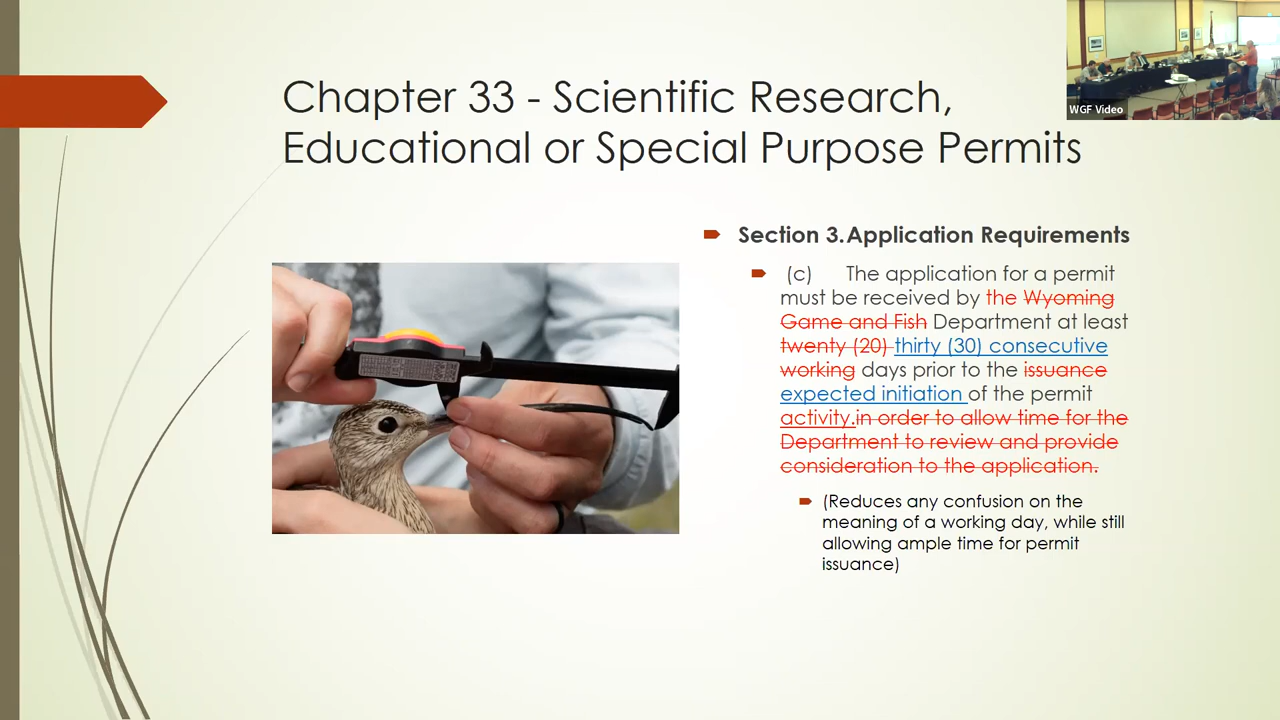 Chapter 33 - Scientific Research,
Educational or Special Purpose Permits
WGF Video
Section 3.Application Requirements
(c) The application for a permit
must be received by the Wyoming
Game and Fish Department at least
twenty (20) thirty (30) consecutive
working days prior to the issuance
expected initiation of the permit
activity.in order to allow time for the
Department to review and provide
consideration to the application.
(Reduces any confusion on the
meaning of a working day, while still
allowing ample time for permit
issuance)